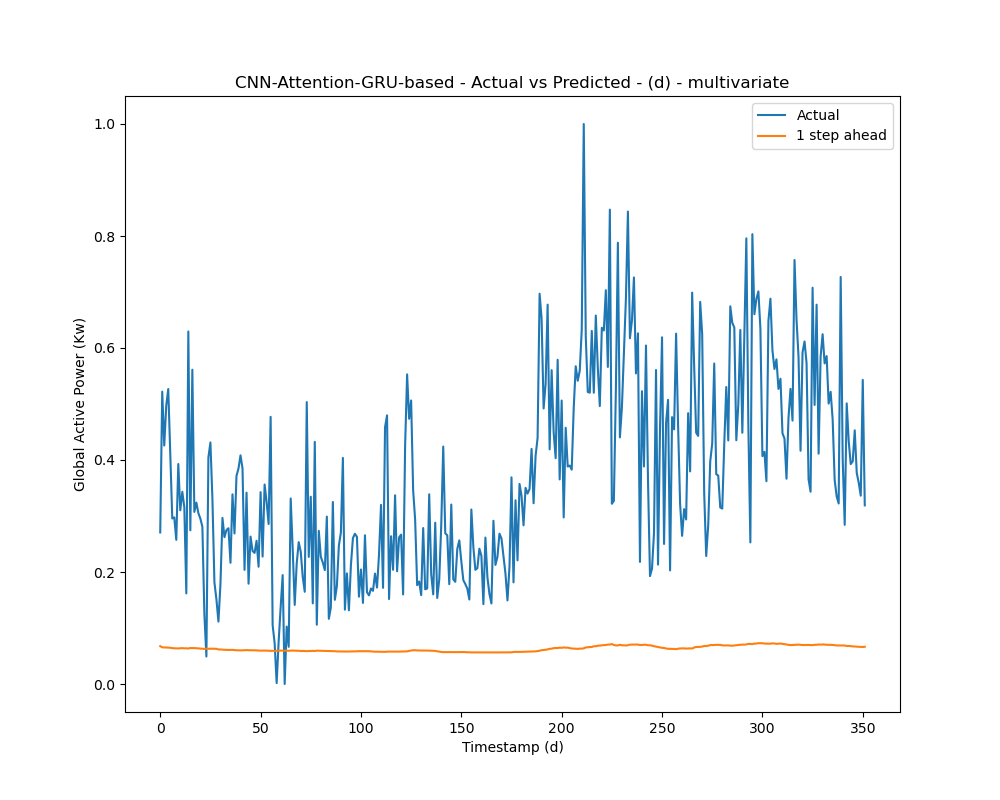 CNN-Attention-GRU-based - Actual vs Predicted - (d) - multivariate
Actual
1 step ahead
1.0
0.8
0.6
0.4
0.2
0.0
Global Active Power (Kw)
0 50 100 150 200 250 300 350
Timestamp (d)